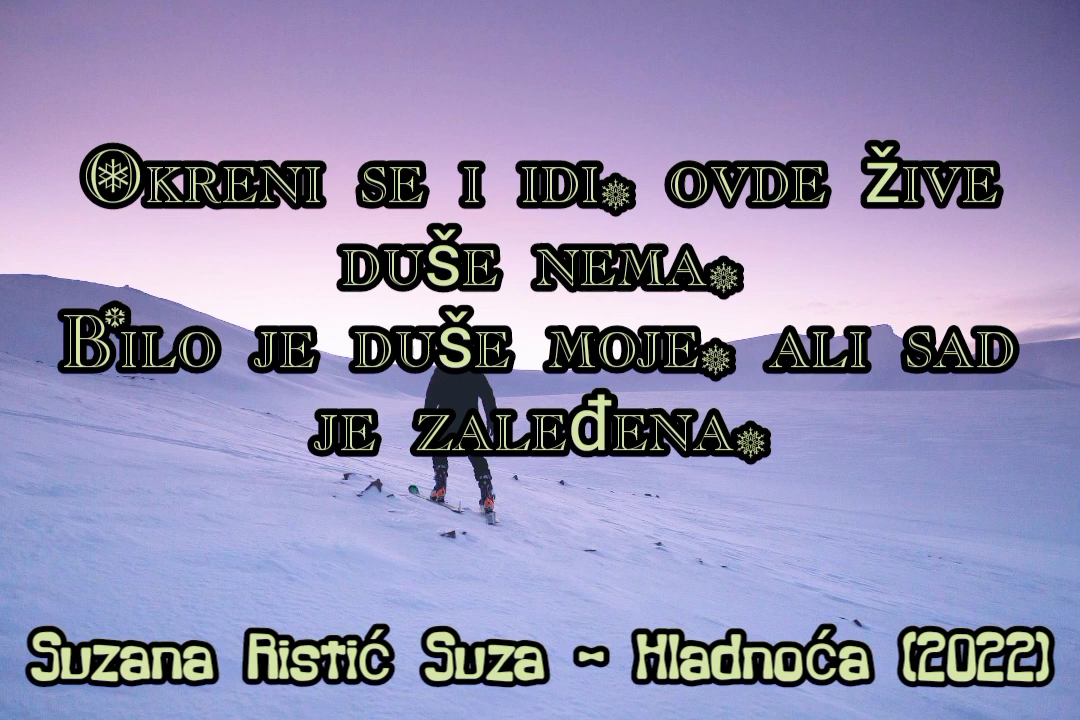 Okreni se i idi. ovde žive
duše nema.
Bilo je duše moje. ali sad
je zaleđena.
Suzana Ristić Suza ~ Hladnoća (2022)